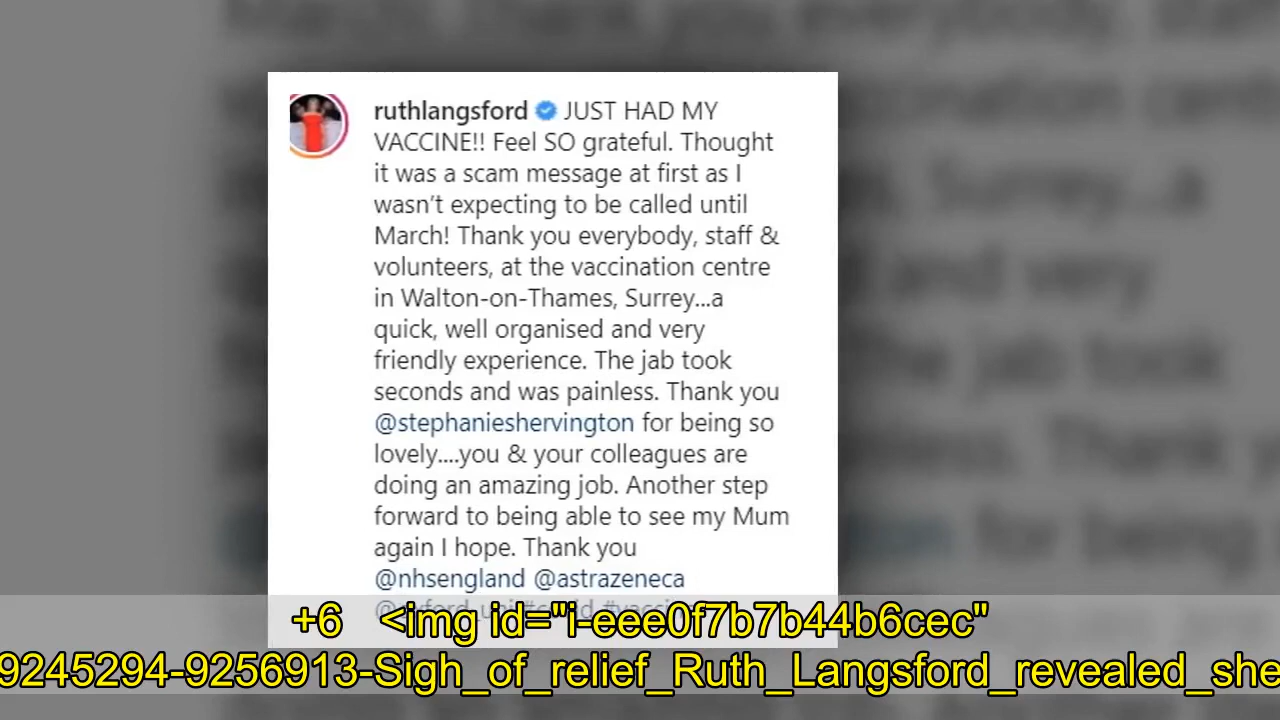 ruthlangsford JUST HAD MY
VACCINE!! Feel SO grateful. Thought
it was a scam message at first as I
wasn't expecting to be called until
March! Thank you everybody, staff &
volunteers, at the vaccination centre
in Walton-on-Thames, Surrey...a
quick, well organised and very
friendly experience. The jab took
seconds and was painless. Thank you
@stephanieshervington for being so
lovely....you & your colleagues are
doing an amazing job. Another step
forward to being able to see my Mum
again I hope. Thank you
@nhsengland @astrazeneca
+6 <img id="i-eee0f7b7b44b6cec"
9245294-9256913-Sigh_of_relief_Ruth_Langsford_revealed_she